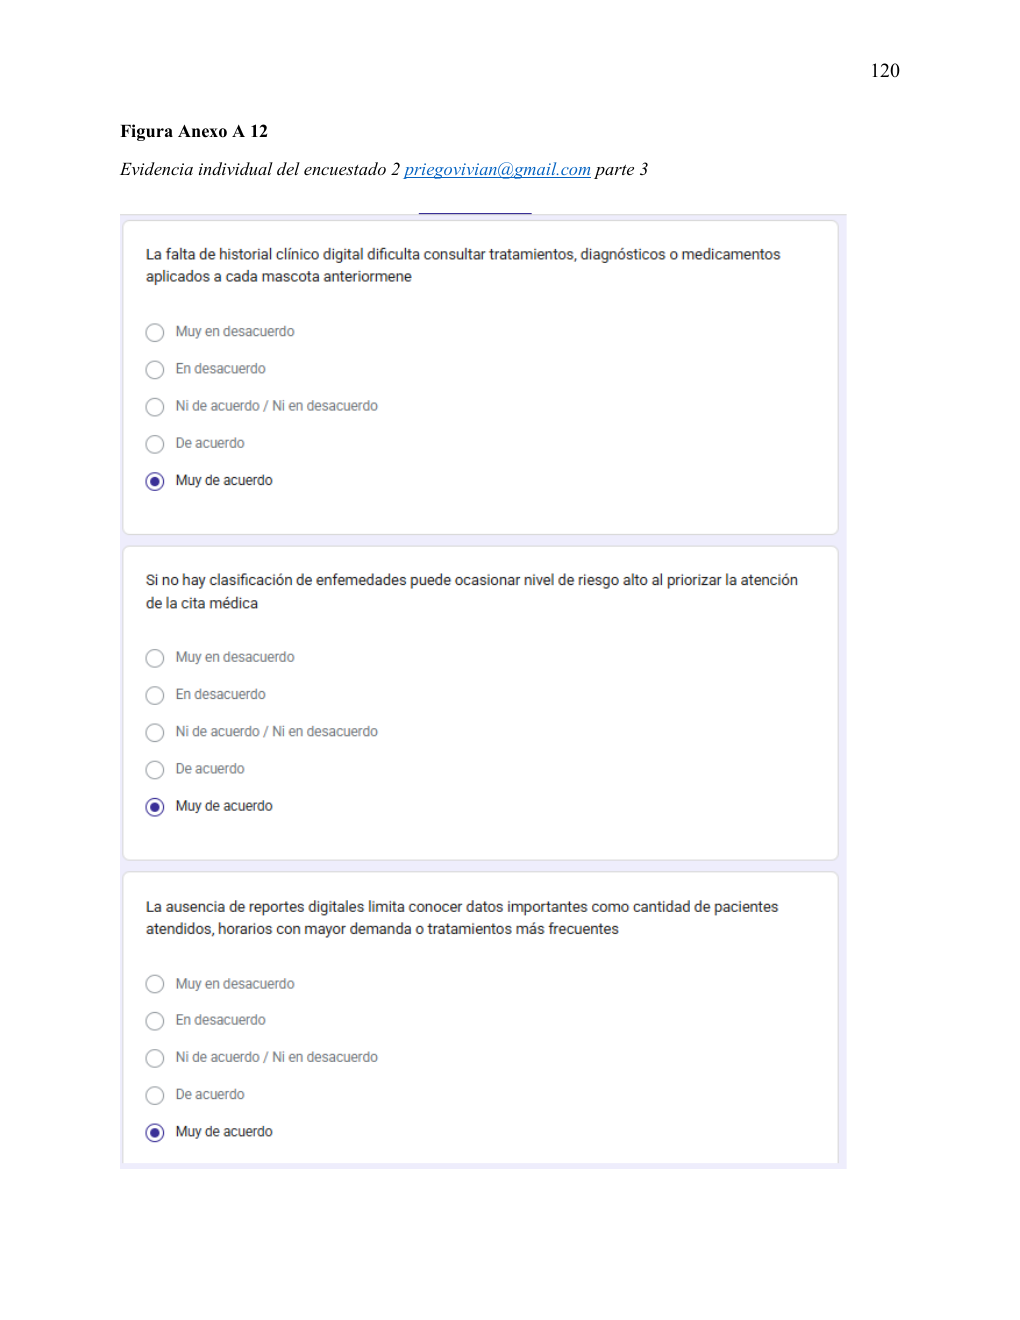 120
Figura Anexo A 12
Evidencia individual del encuestado 2 priegovivian@gmail.com parte 3
La falta de historial clínico digital dificulta consultar tratamientos, diagnósticos o medicamentos
aplicados a cada mascota anteriormene
Muy en desacuerdo
En desacuerdo
Ni de acuerdo / Ni en desacuerdo
De acuerdo
Muy de acuerdo
Si no hay clasificación de enfemedades puede ocasionar nivel de riesgo alto al priorizar la atención
de la cita médica
Muy en desacuerdo
En desacuerdo
Ni de acuerdo / Ni en desacuerdo
De acuerdo
Muy de acuerdo
La ausencia de reportes digitales limita conocer datos importantes como cantidad de pacientes
atendidos, horarios con mayor demanda o tratamientos más frecuentes
Muy en desacuerdo
En desacuerdo
Ni de acuerdo / Ni en desacuerdo
De acuerdo
Muy de acuerdo